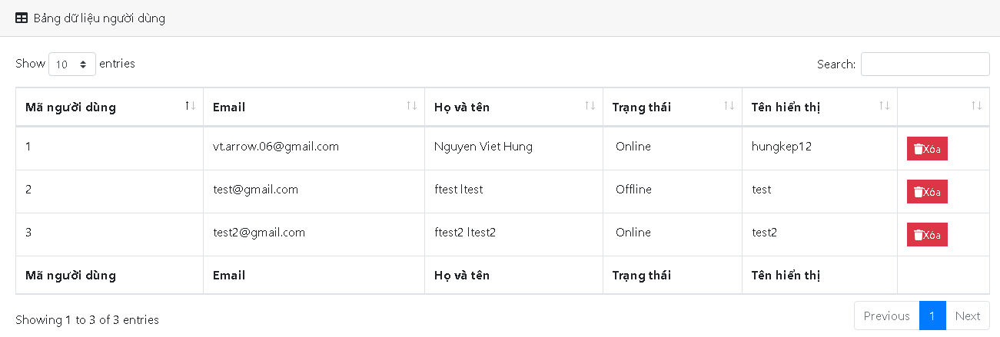 Bảng dữ liệu người dùng
Show 10 entries Search:
Mã người dùng Email Họ và tên Trạng thái Tên hiển thị
1 vt.arrow.06@gmail.com Nguyen Viet Hung Online hungkep12 Xóa
2 test@gmail.com ftest ltest Offline test Xóa
3 test2@gmail.com ftest2 ltest2 Online test2 Xóa
Mã người dùng Email Họ và tên Trạng thái Tên hiển thị
Showing 1 to 3 of 3 entries Previous 1 Next